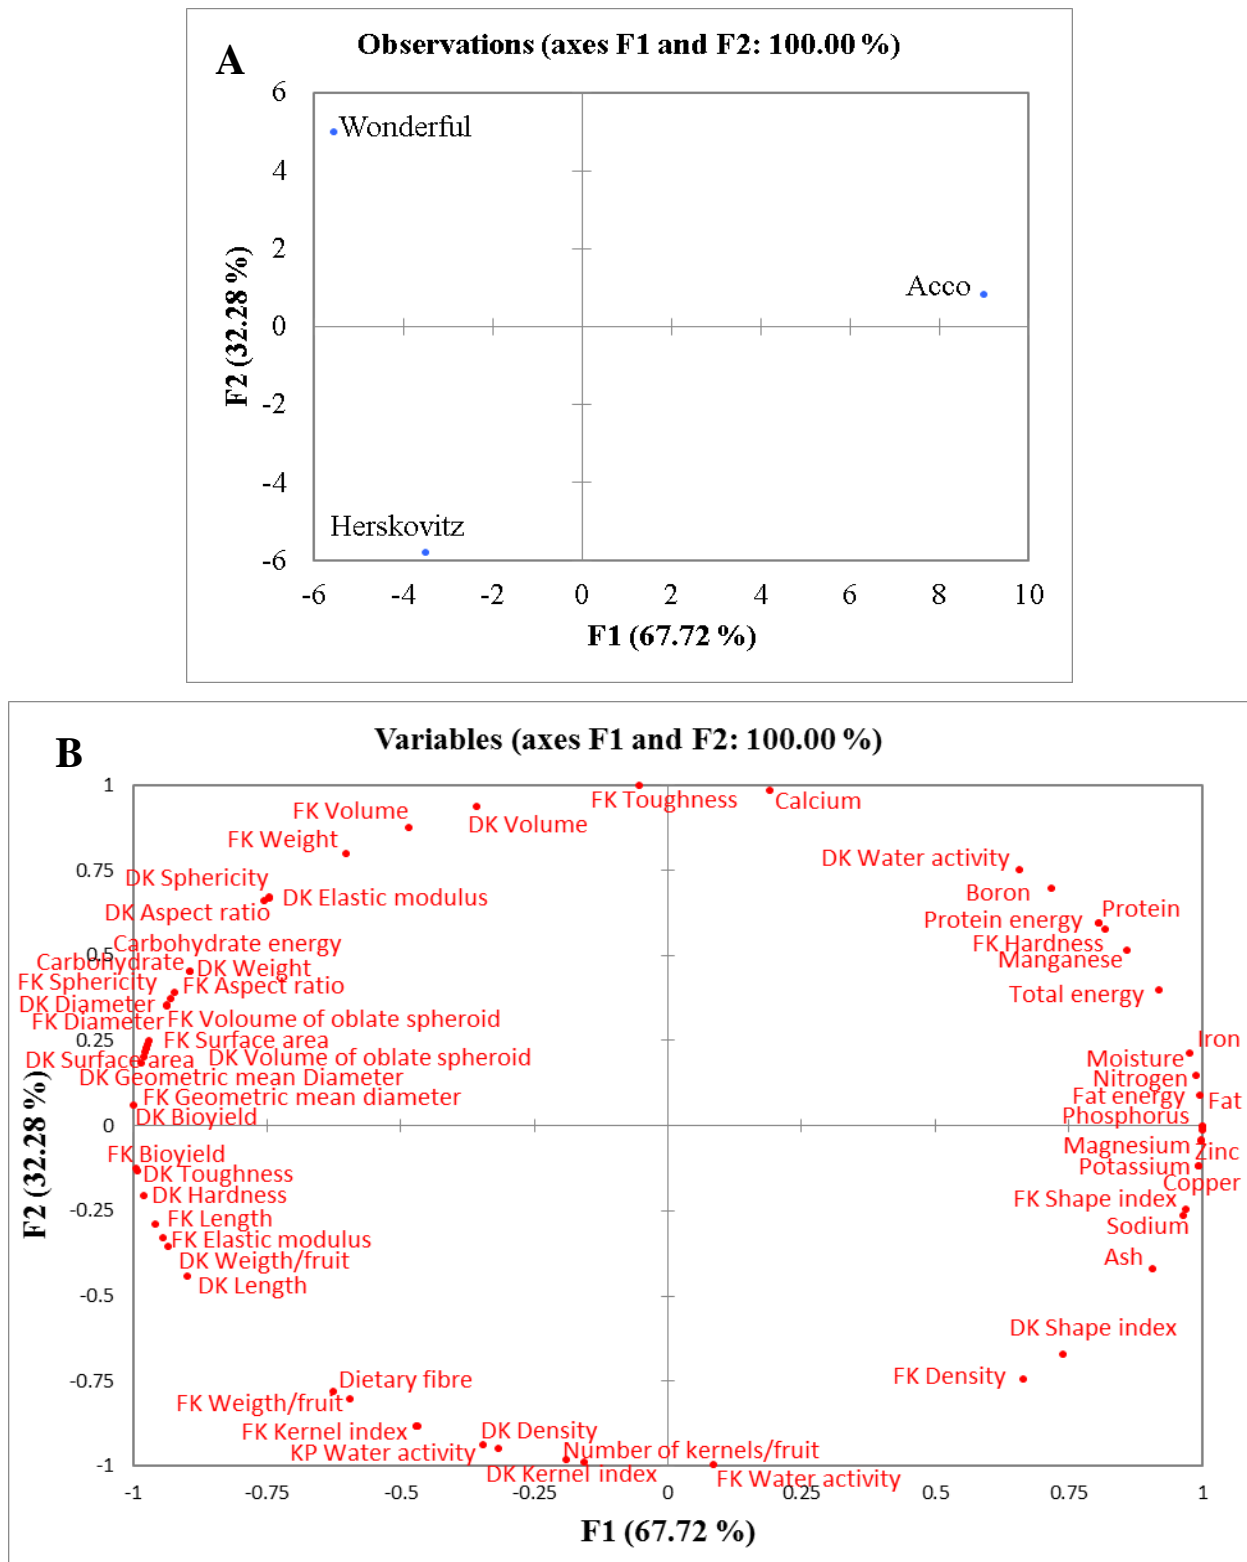 A
Observations (axes F1 and F2: 100.00 %)
6
4
2
0
-2
-4
-6
F2 (32.28 %)
Wonderful
Acco
Herskovitz
-6 -4 -2 0 2 4 6 8 10
F1 (67.72 %)
B
Variables (axes F1 and F2: 100.00 %)
1
0.75
0.5
0.25
0
-0.25
-0.5
-0.75
-1
F2 (32.28 %)
FK Toughness
Calcium
FK Volume
DK Volume
FK Weight
DK Water activity
DK Sphericity
DK Elastic modulus
Boron
DK Aspect ratio
Protein
Protein energy
Carbohydrate energy
FK Hardness
Carbohydrate
DK Weight
Manganese
FK Sphericity
FK Aspect ratio
Total energy
DK Diameter
FK Diameter
FK Voloume of oblate spheroid
FK Surface area
Iron
DK Surface area
DK Volume of oblate spheroid
Moisture
DK Geometric mean Diameter
Nitrogen
FK Geometric mean diameter
Fat energy
Fat
DK Bioyield
Phosphorus
FK Bioyield
Magnesium
Zinc
DK Toughness
Potassium
DK Hardness
Copper
FK Shape index
FK Length
Sodium
FK Elastic modulus
DK Weigth/fruit
Ash
DK Length
DK Shape index
Dietary fibre
FK Density
FK Weigth/fruit
FK Kernel index
DK Density
KP Water activity
Number of kernels/fruit
DK Kernel index
FK Water activity
-1 -0.75 -0.5 -0.25 0 0.25 0.5 0.75 1
F1 (67.72 %)